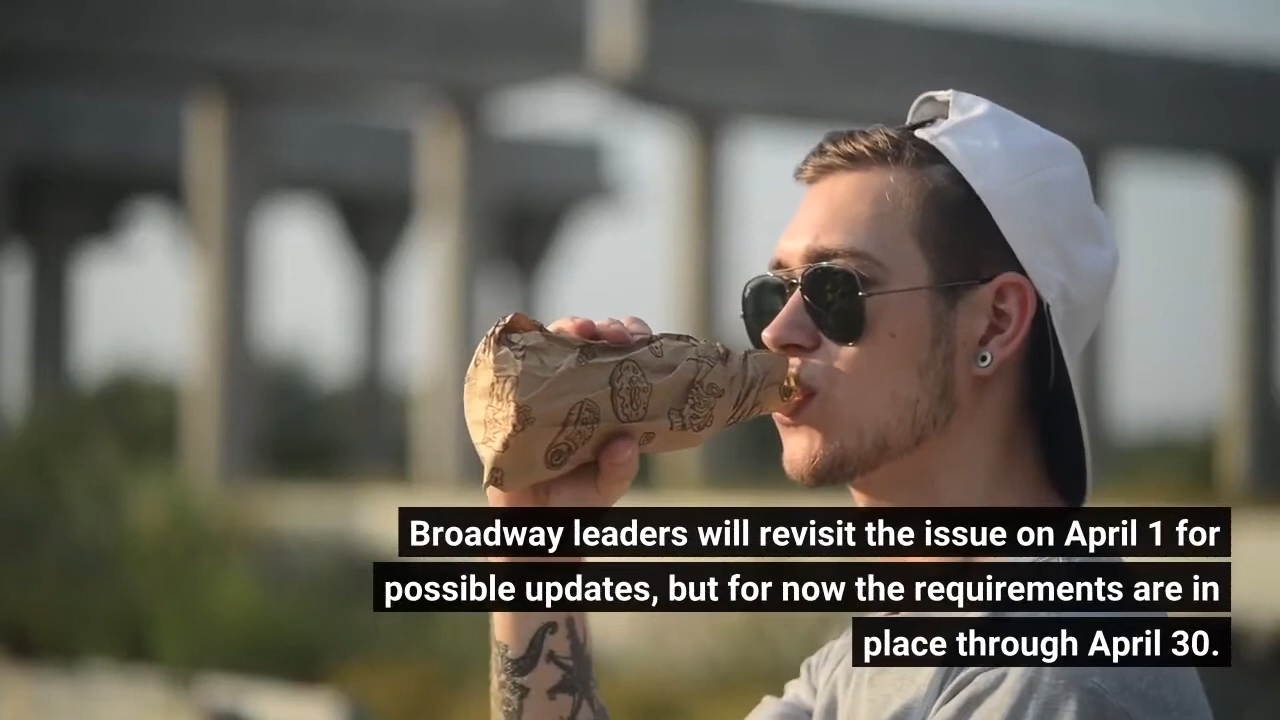 Broadway leaders will revisit the issue on April 1 for
possible updates, but for now the requirements are in
place through April 30.